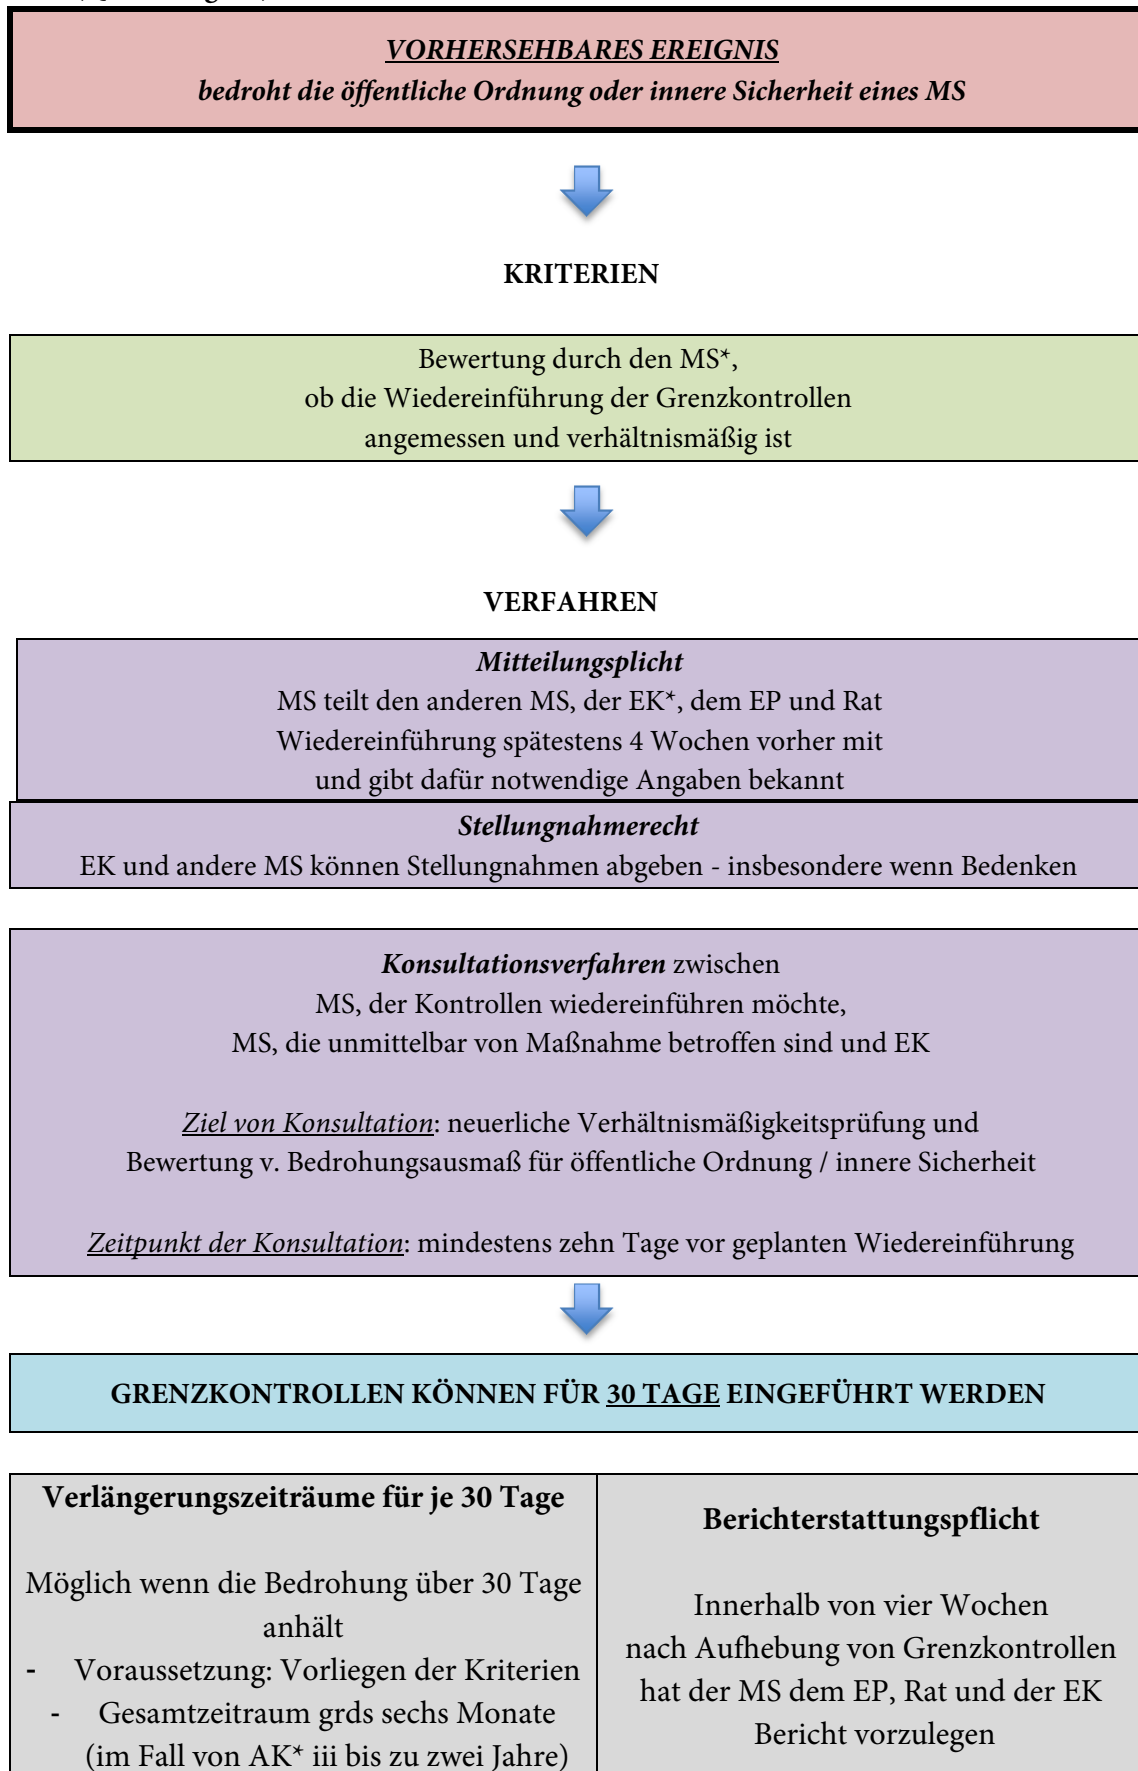 VORHERSEHBARES EREIGNIS
bedroht die öffentliche Ordnung oder innere Sicherheit eines MS
KRITERIEN
Bewertung durch den MS*,
ob die Wiedereinführung der Grenzkontrollen
angemessen und verhältnismäßig ist
VERFAHREN
Mitteilungsplicht
MS teilt den anderen MS, der EK*, dem EP und Rat
Wiedereinführung spätestens 4 Wochen vorher mit
und gibt dafür notwendige Angaben bekannt
Stellungnahmerecht
EK und andere MS können Stellungnahmen abgeben - insbesondere wenn Bedenken
Konsultationsverfahren zwischen
MS, der Kontrollen wiedereinführen möchte,
MS, die unmittelbar von Maßnahme betroffen sind und EK
Ziel von Konsultation: neuerliche Verhältnismäßigkeitsprüfung und
Bewertung v. Bedrohungsausmaß für öffentliche Ordnung / innere Sicherheit
Zeitpunkt der Konsultation: mindestens zehn Tage vor geplanten Wiedereinführung
GRENZKONTROLLEN KÖNNEN FÜR 30 TAGE EINGEFÜHRT WERDEN
Verlängerungszeiträume für je 30 Tage
Möglich wenn die Bedrohung über 30 Tage
anhält
- Voraussetzung: Vorliegen der Kriterien
- Gesamtzeitraum grds sechs Monate
(im Fall von AK* iii bis zu zwei Jahre)
Berichterstattungspflicht
Innerhalb von vier Wochen
nach Aufhebung von Grenzkontrollen
hat der MS dem EP, Rat und der EK
Bericht vorzulegen